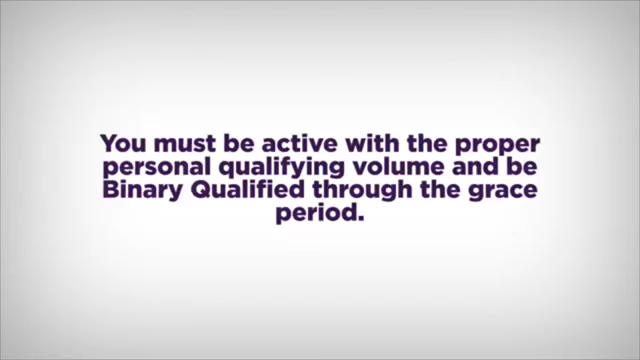 You must be active with the proper
personal qualifying volume and be
Binary Qualified through the grace
period.